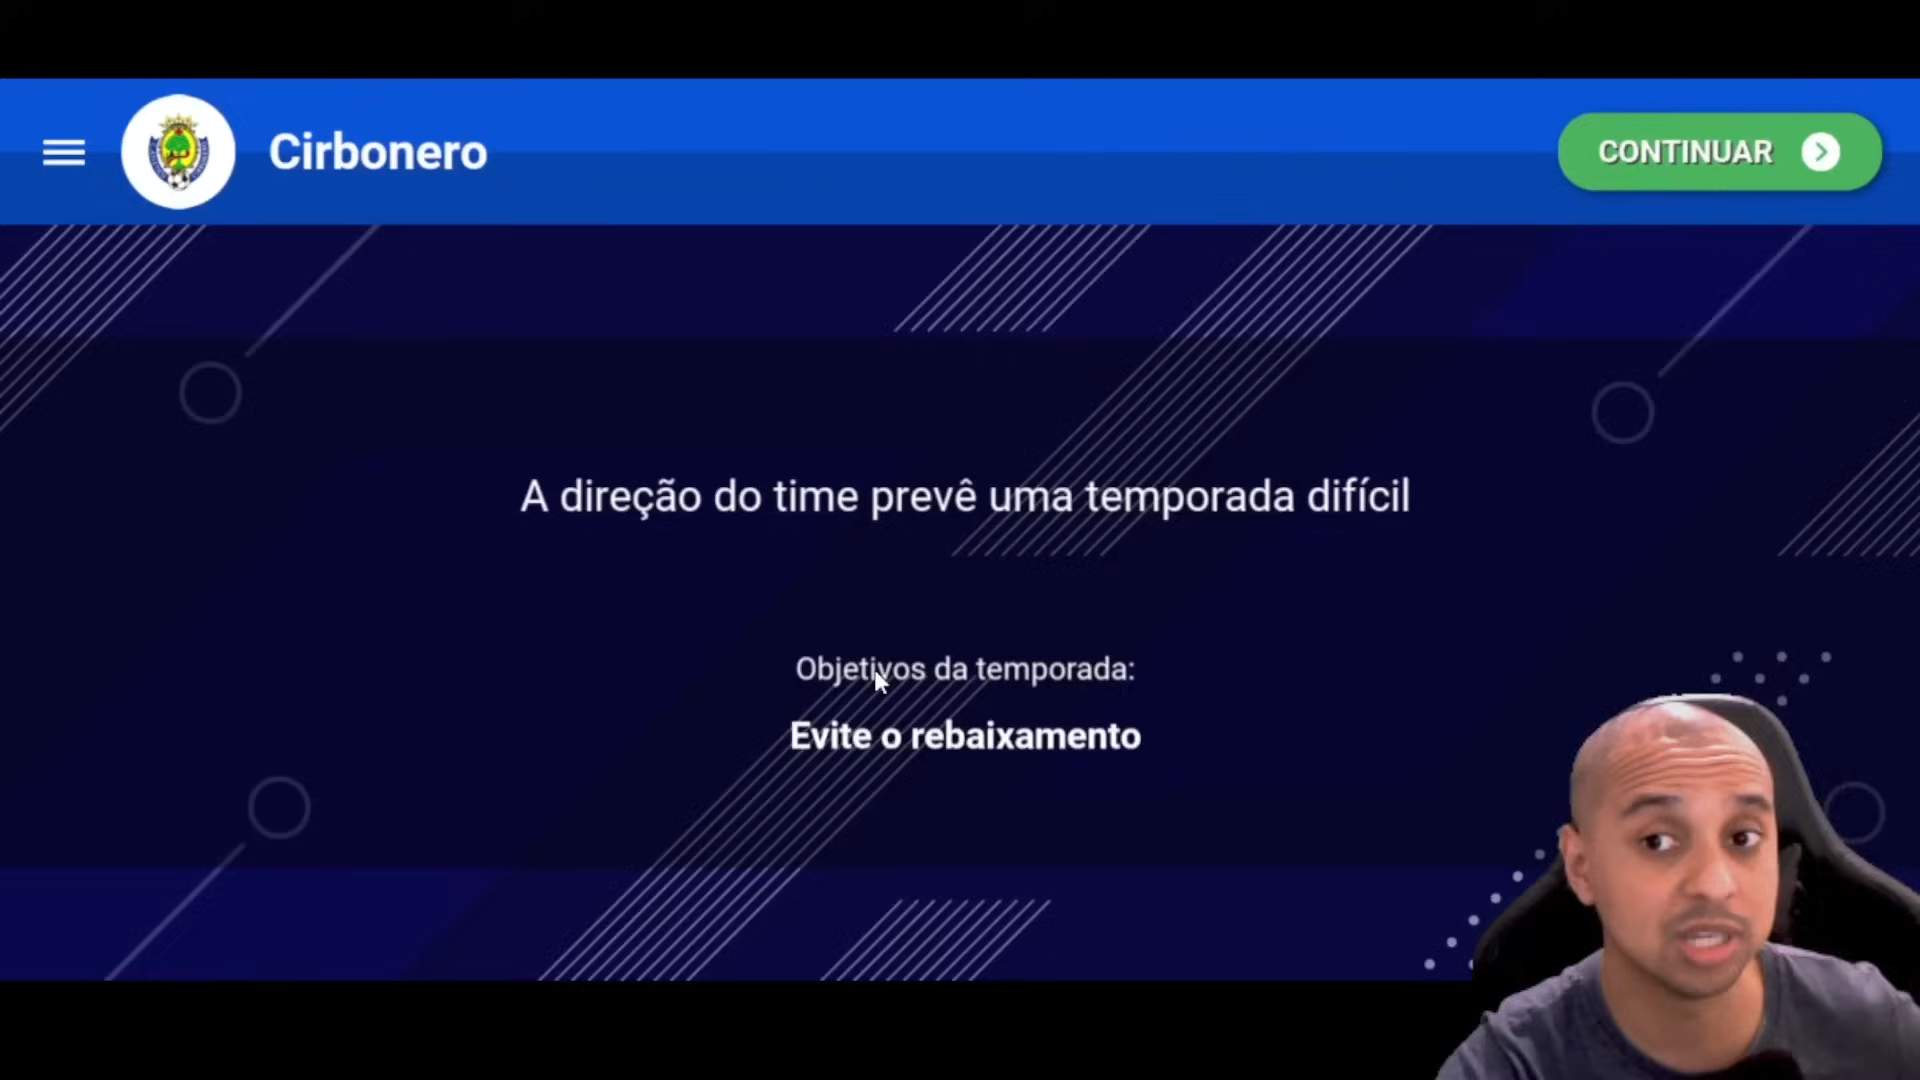 Cirbonero
CONTINUAR
A direção do time prevê uma temporada difícil
Objetivos da temporada:
Evite o rebaixamento